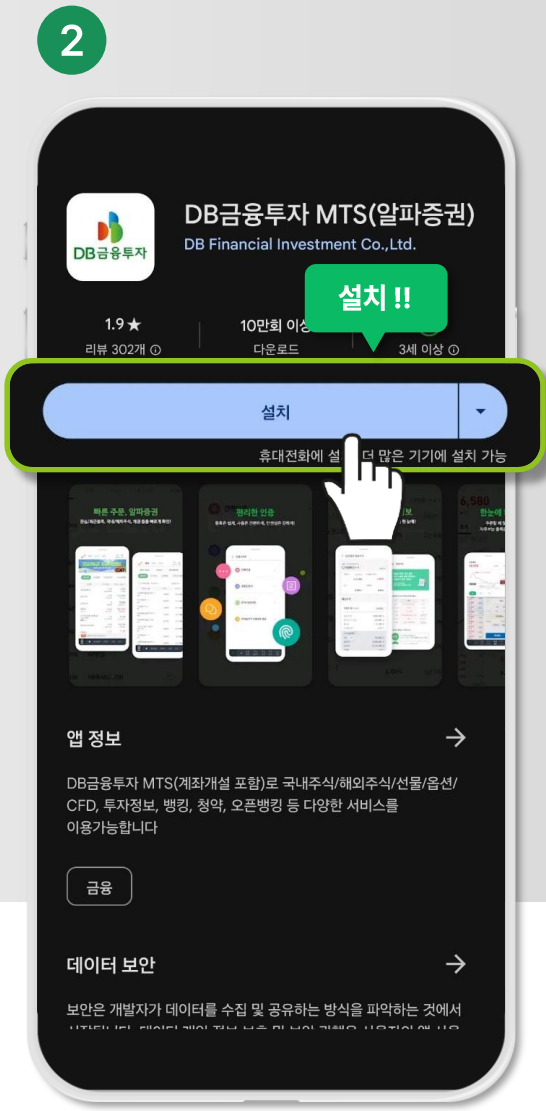 2
DB금융투자
DB금융투자 MTS(알파증권)
DB Financial Investment Co.,Ltd.
설치 !!
1.9★
리뷰 302개
10만회 이상
다운로드
3세 이상
설치
휴대전화에 설 더 많은 기기에 설치 가능
빠른 주문, 알파증권
편리한 인증
한눈에
6,580
앱 정보
DB금융투자 MTS(계좌개설 포함)로 국내주식/해외주식/선물/옵션/
CFD, 투자정보, 뱅킹, 청약, 오픈뱅킹 등 다양한 서비스를
이용가능합니다
금융
데이터 보안
보안은 개발자가 데이터를 수집 및 공유하는 방식을 파악하는 것에서